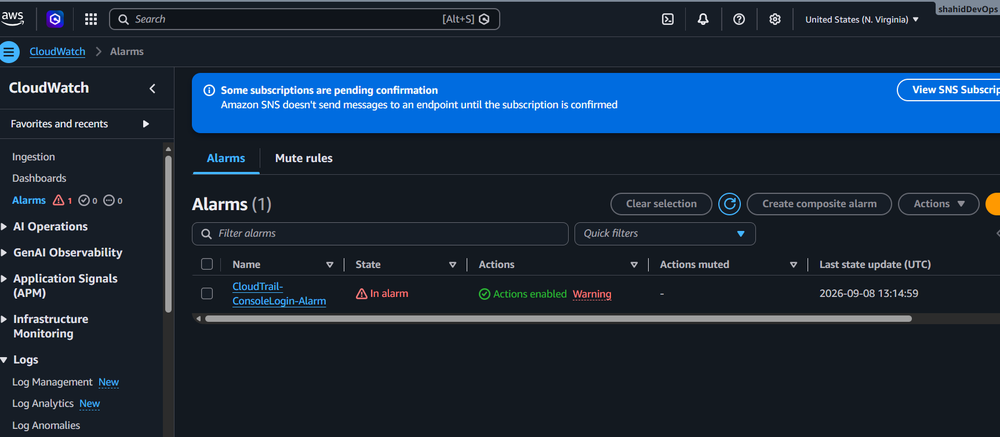 aws
Search
[Alt+S]
United States (N. Virginia)
shahidDevOps
CloudWatch
Alarms
CloudWatch
Favorites and recents
Ingestion
Dashboards
Alarms 1 0 0
AI Operations
GenAI Observability
Application Signals
(APM)
Infrastructure
Monitoring
Logs
Log Management New
Log Analytics New
Log Anomalies
Some subscriptions are pending confirmation
Amazon SNS doesn't send messages to an endpoint until the subscription is confirmed
View SNS Subscrip
Alarms
Mute rules
Alarms (1)
Clear selection
Create composite alarm
Actions
Filter alarms
Quick filters
Name
State
Actions
Actions muted
Last state update (UTC)
CloudTrail-
ConsoleLogin-Alarm
In alarm
Actions enabled Warning
-
2026-09-08 13:14:59